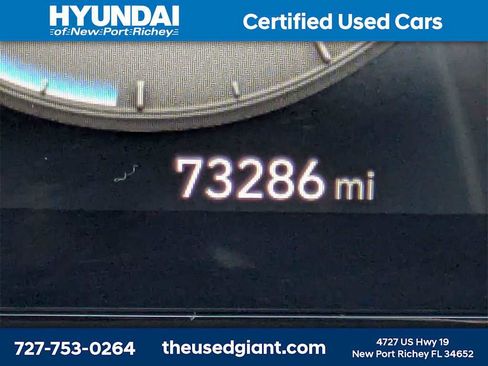 HYUNDAI
of New Port Richey
Certified Used Cars
73286 mi
727-753-0264
theusedgiant.com
4727 US Hwy 19
New Port Richey FL 34652